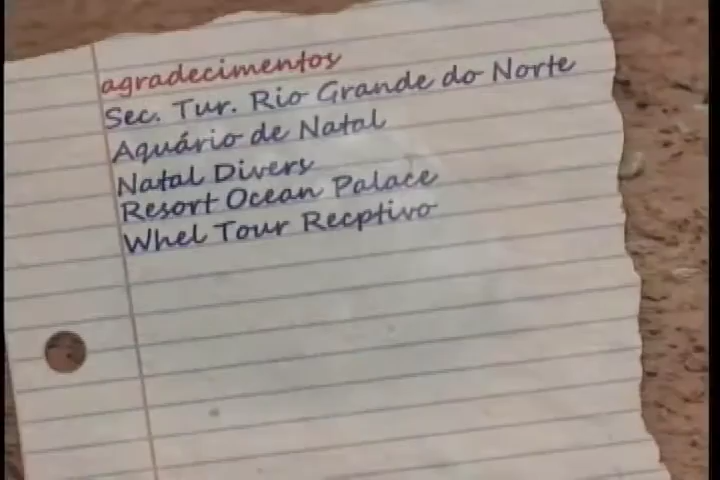 agradecimentos
Sec. Tur. Rio Grande do Norte
Aquário de Natal
Natal Divers
Resort Ocean Palace
Whel Tour Recptivo